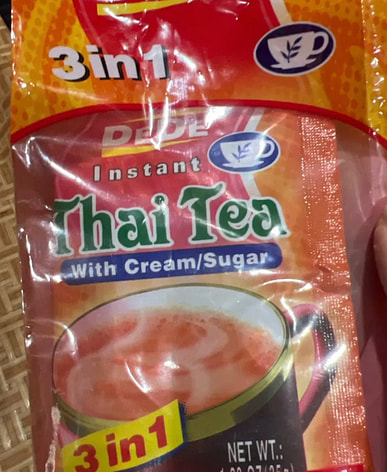 3in1
DEDE
Instant
Thai Tea
With Cream/Sugar
3 in 1
NET WT.: